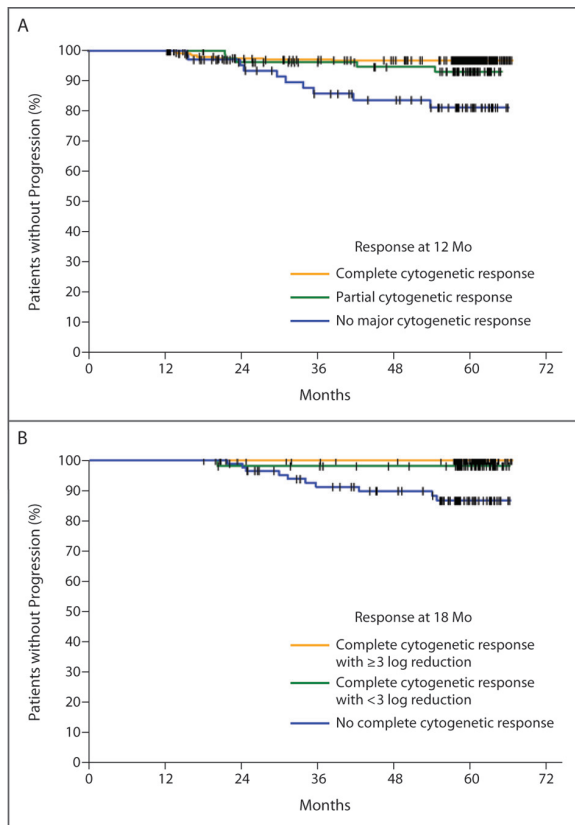 A
Patients without Progression (%)
100
90
80
70
60
50
40
30
20
10
0
0 12 24 36 48 60 72
Months
Response at 12 Mo
Complete cytogenetic response
Partial cytogenetic response
No major cytogenetic response
B
Patients without Progression (%)
100
90
80
70
60
50
40
30
20
10
0
0 12 24 36 48 60 72
Months
Response at 18 Mo
Complete cytogenetic response
with ≥3 log reduction
Complete cytogenetic response
with <3 log reduction
No complete cytogenetic response